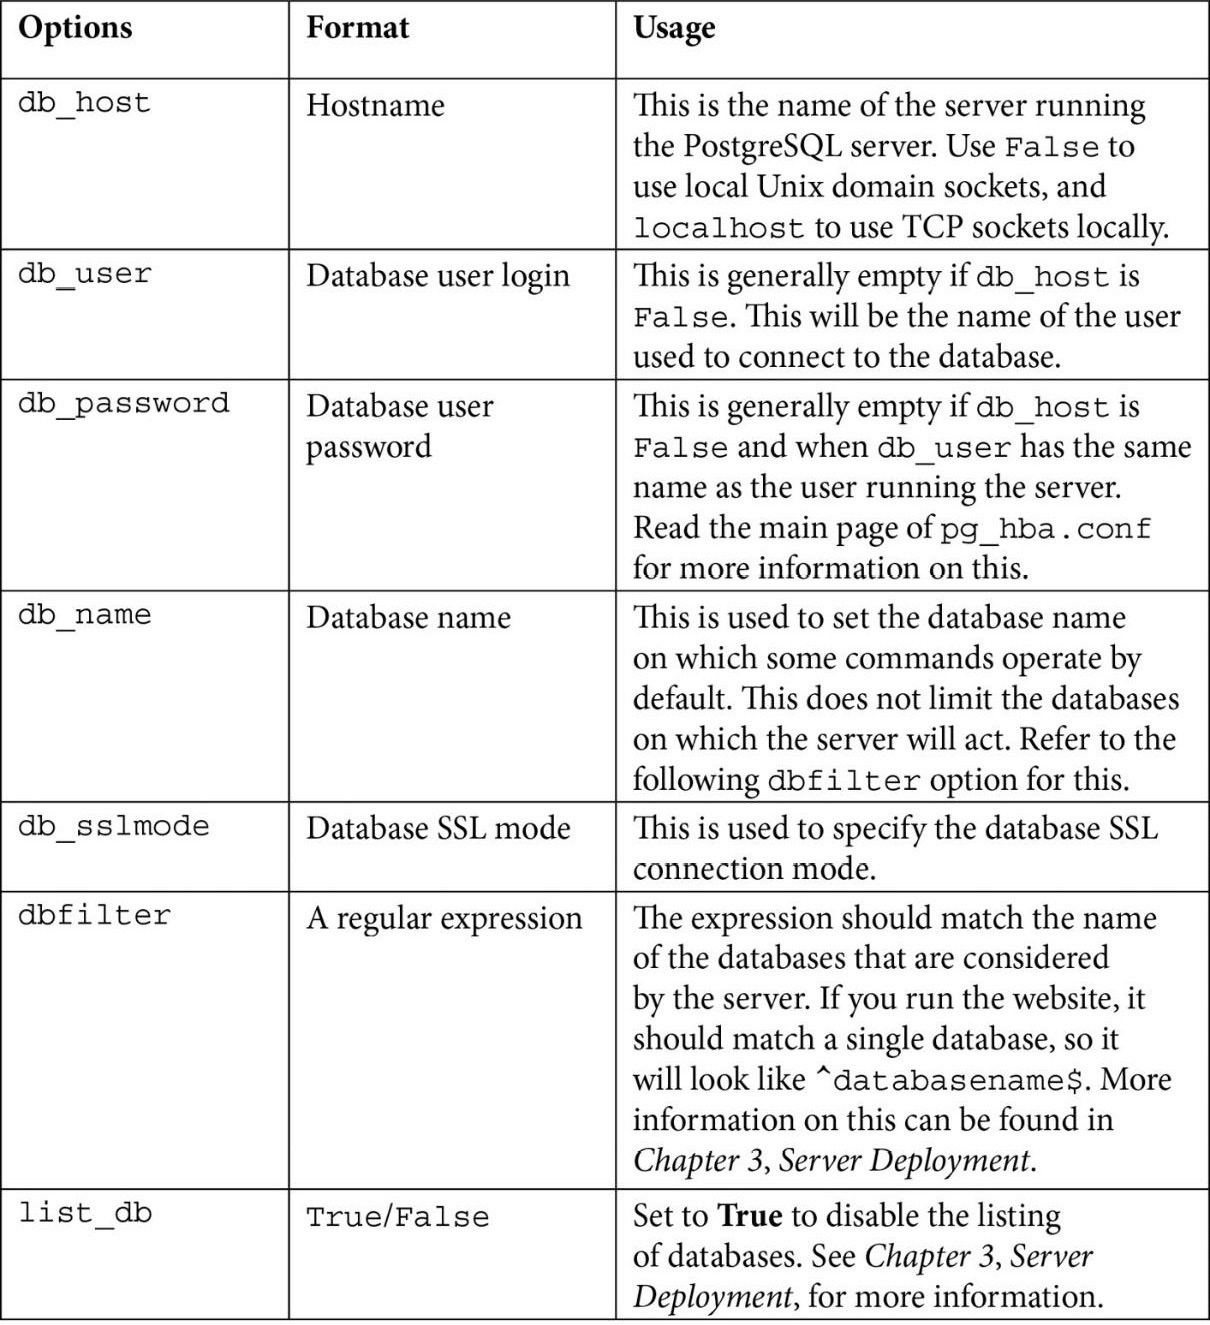 Options Format Usage
db_host Hostname This is the name of the server running
the PostgreSQL server. Use False to
use local Unix domain sockets, and
localhost to use TCP sockets locally.
db_user Database user login This is generally empty if db_host is
False. This will be the name of the user
used to connect to the database.
db_password Database user This is generally empty if db_host is
password False and when db_user has the same
name as the user running the server.
Read the main page of pg_hba.conf
for more information on this.
db_name Database name This is used to set the database name
on which some commands operate by
default. This does not limit the databases
on which the server will act. Refer to the
following dbfilter option for this.
db_sslmode Database SSL mode This is used to specify the database SSL
connection mode.
dbfilter A regular expression The expression should match the name
of the databases that are considered
by the server. If you run the website, it
should match a single database, so it
will look like ^databasename$. More
information on this can be found in
Chapter 3, Server Deployment.
list_db True/False Set to True to disable the listing
of databases. See Chapter 3, Server
Deployment, for more information.